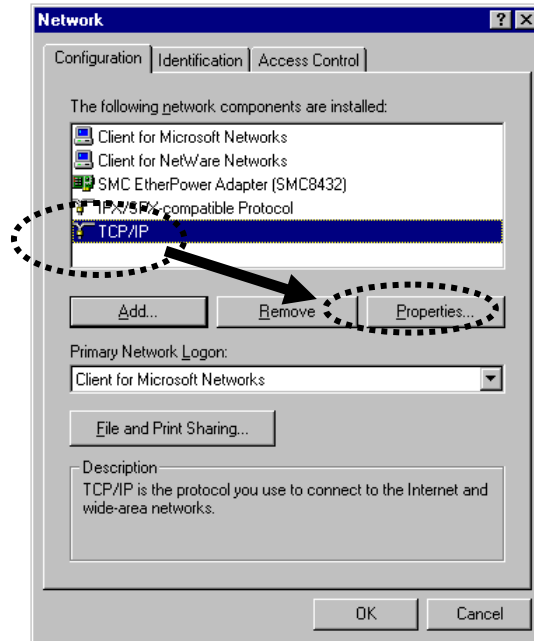 Network
Configuration Identification Access Control
The following network components are installed:
Client for Microsoft Networks
Client for NetWare Networks
SMC EtherPower Adapter (SMC8432)
IPX/SPX-compatible Protocol
TCP/IP
Add... Remove Properties...
Primary Network Logon:
Client for Microsoft Networks
File and Print Sharing...
Description
TCP/IP is the protocol you use to connect to the Internet and
wide-area networks.
OK Cancel